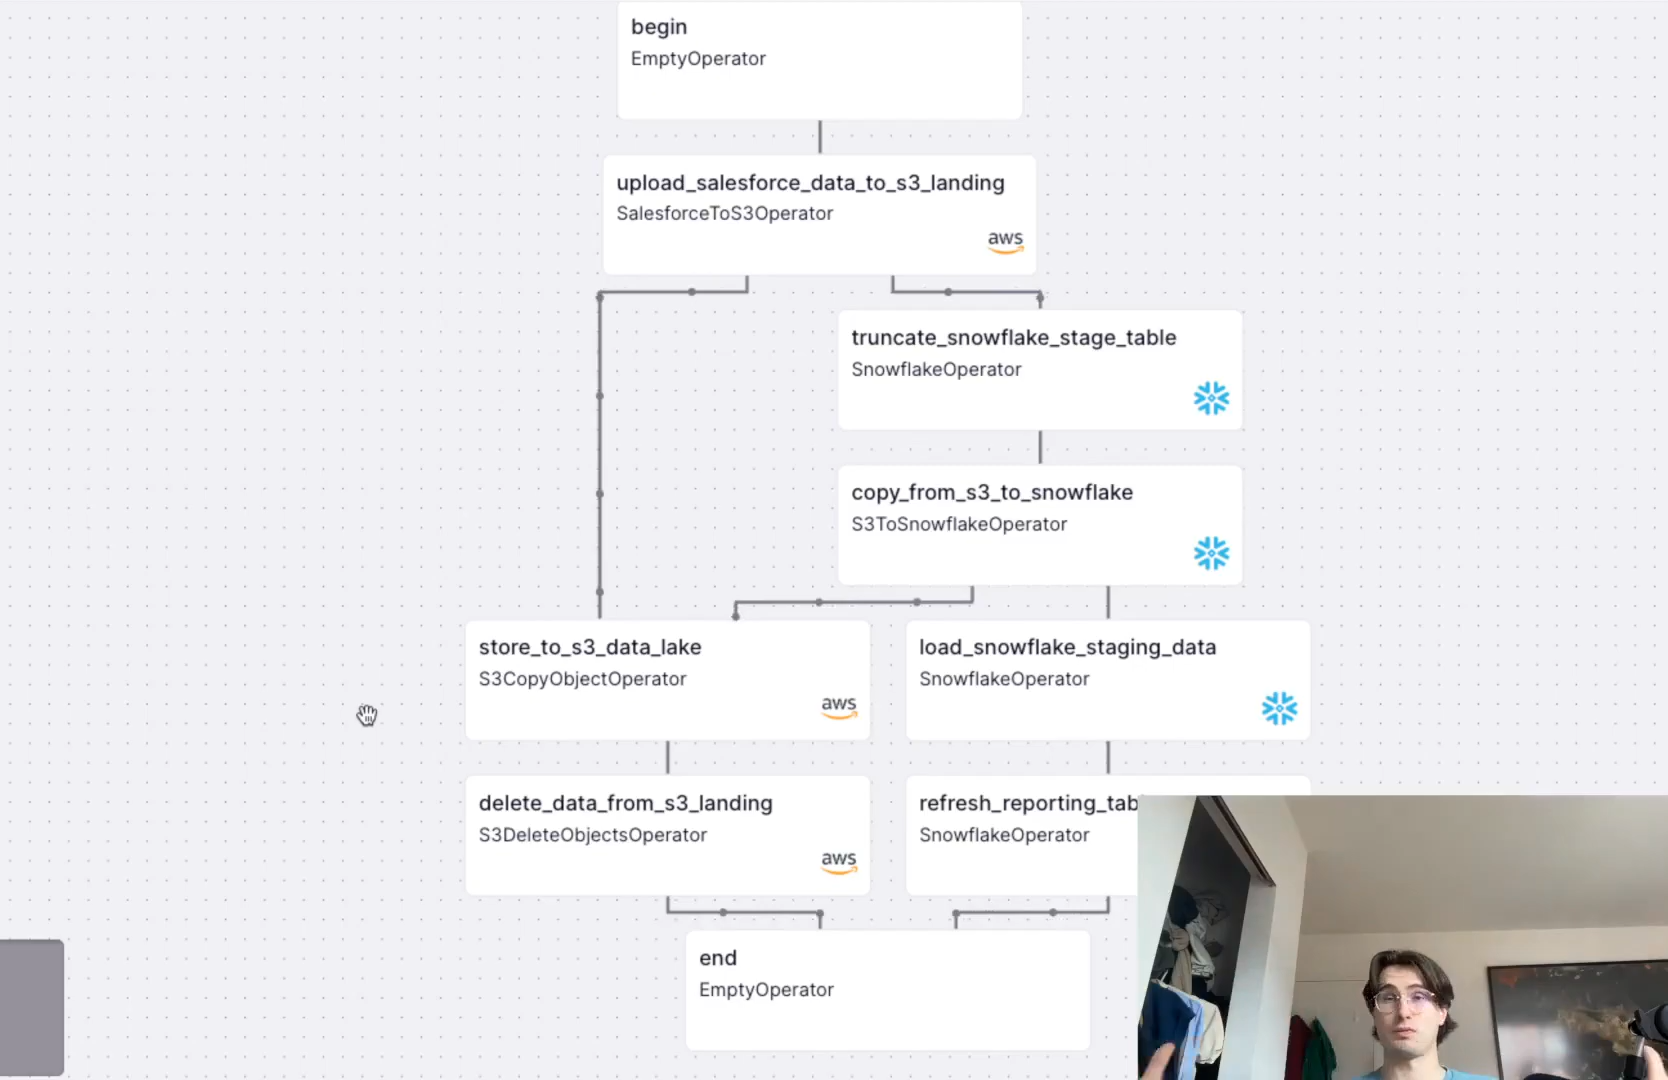 begin
EmptyOperator
upload_salesforce_data_to_s3_landing
SalesforceToS3Operator
aws
truncate_snowflake_stage_table
SnowflakeOperator
copy_from_s3_to_snowflake
S3ToSnowflakeOperator
store_to_s3_data_lake
S3CopyObjectOperator
aws
load_snowflake_staging_data
SnowflakeOperator
delete_data_from_s3_landing
S3DeleteObjectsOperator
aws
refresh_reporting_tab
SnowflakeOperator
end
EmptyOperator